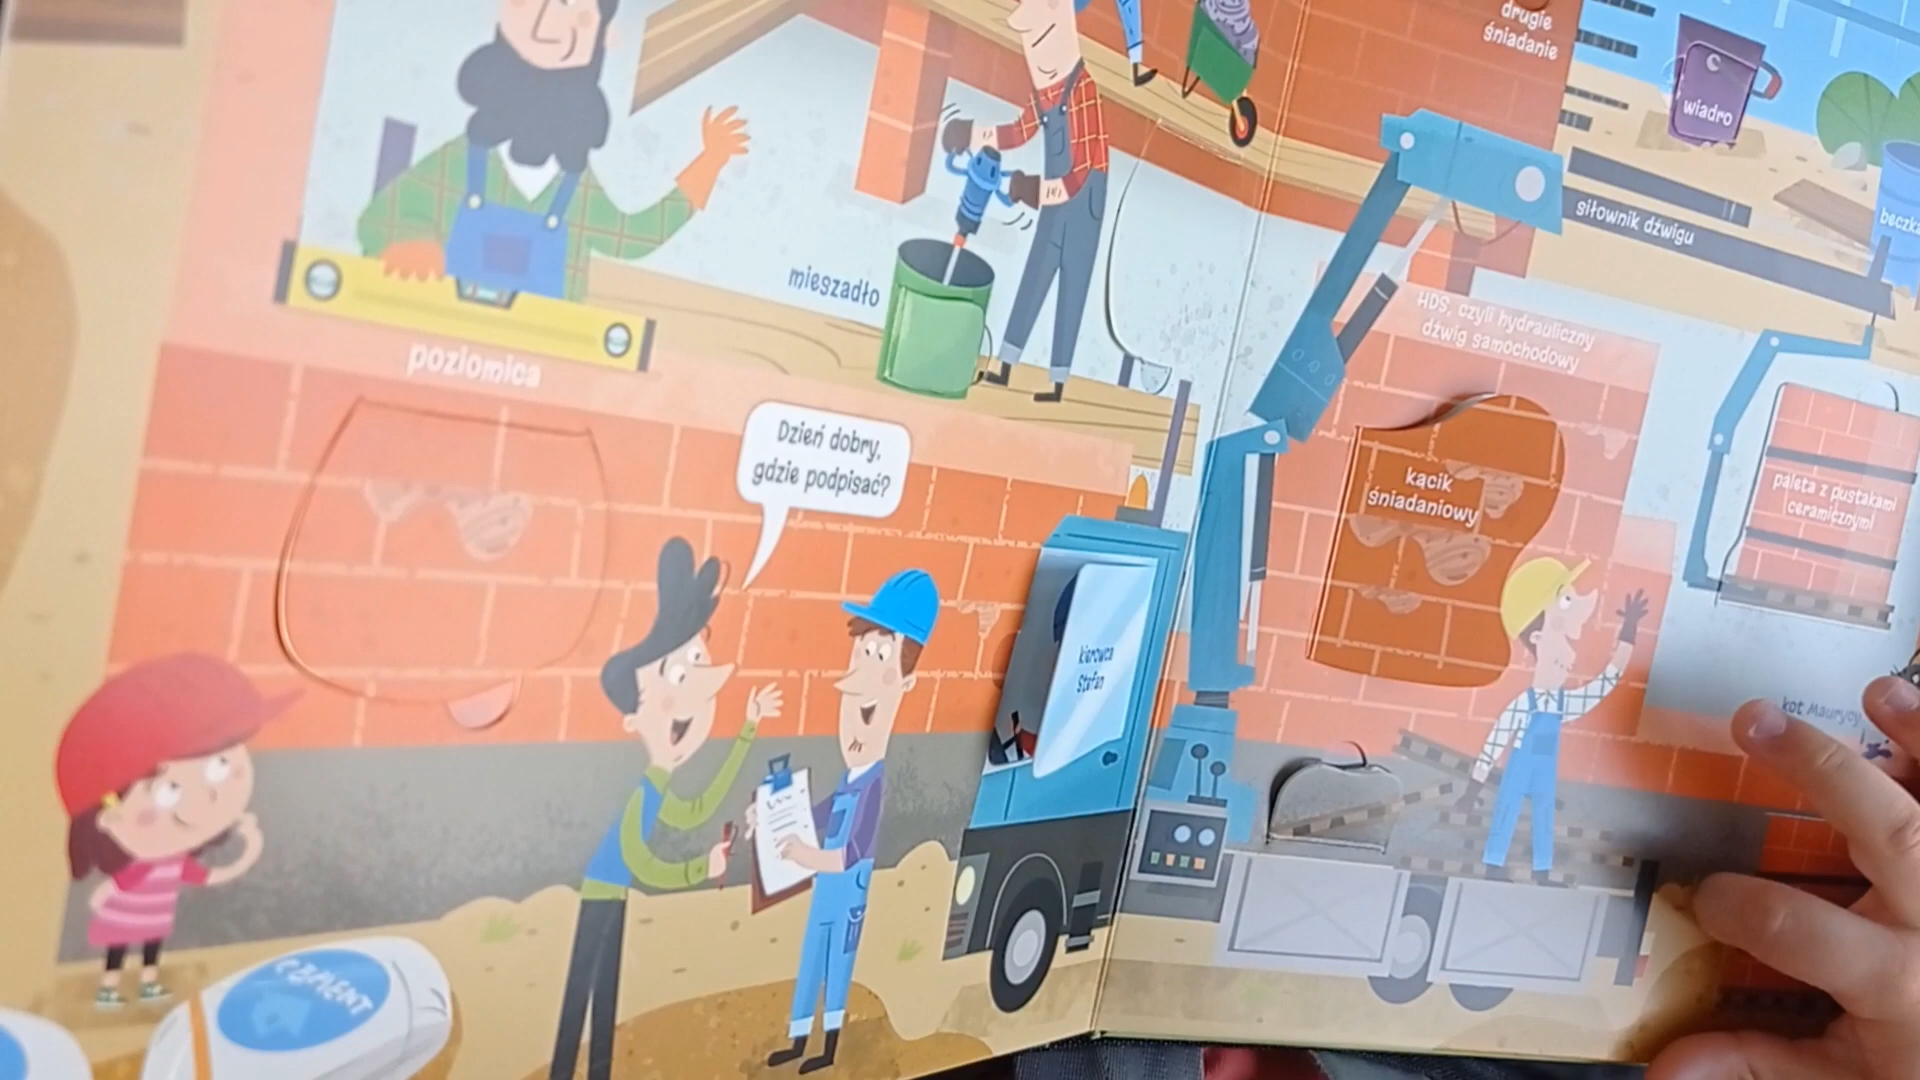 drugie
śniadanie
wiadro
beczka
siłownik dźwigu
mieszadło
HDS, czyli hydrauliczny
dźwig samochodowy
poziomica
Dzień dobry,
gdzie podpisać?
kącik
śniadaniowy
paleta z pustakami
ceramicznymi
kierowca
Stefan
kot Maurycy
CEMENT